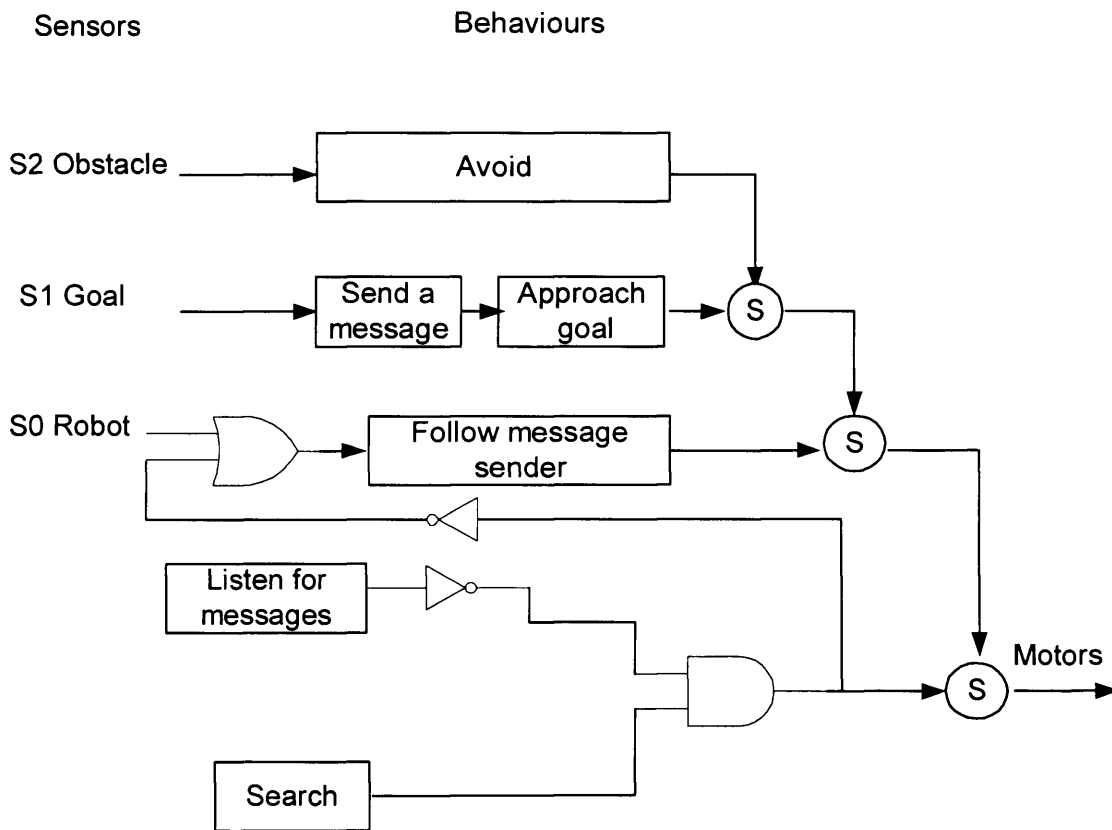 Sensors
Behaviours
S2 Obstacle
Avoid
S1 Goal
Send a
message
Approach
goal
S
S0 Robot
Follow message
sender
S
Listen for
messages
Motors
S
Search